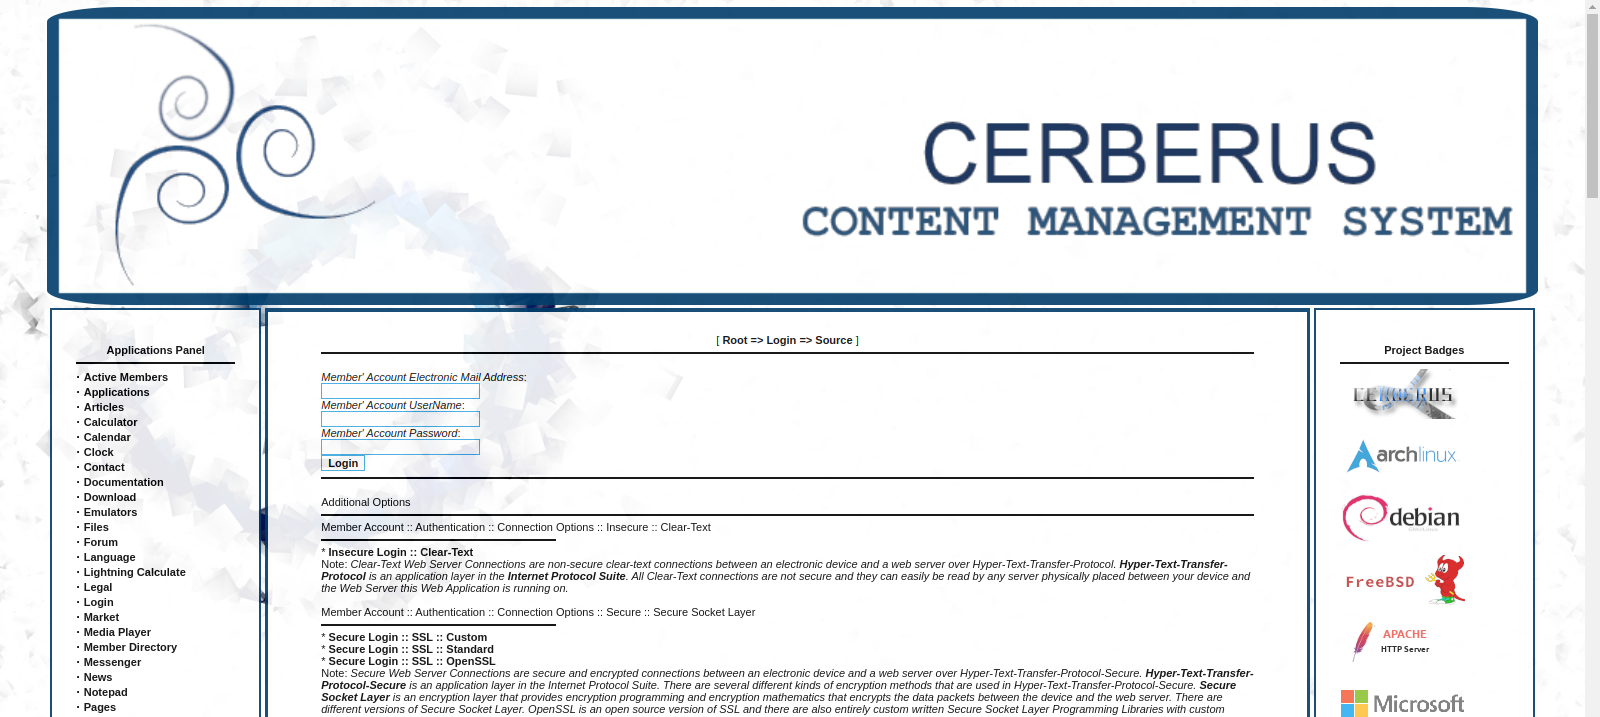 CERBERUS
CONTENT MANAGEMENT SYSTEM
Applications Panel
· Active Members
· Applications
· Articles
· Calculator
· Calendar
· Clock
· Contact
· Documentation
· Download
· Emulators
· Files
· Forum
· Language
· Lightning Calculate
· Legal
· Login
· Market
· Media Player
· Member Directory
· Messenger
· News
· Notepad
· Pages
[ Root => Login => Source ]
Member' Account Electronic Mail Address:
Member' Account UserName:
Member' Account Password:
Login
Additional Options
Member Account :: Authentication :: Connection Options :: Insecure :: Clear-Text
* Insecure Login :: Clear-Text
Note: Clear-Text Web Server Connections are non-secure clear-text connections between an electronic device and a web server over Hyper-Text-Transfer-Protocol. Hyper-Text-Transfer-
Protocol is an application layer in the Internet Protocol Suite. All Clear-Text connections are not secure and they can easily be read by any server physically placed between your device and
the Web Server this Web Application is running on.
Member Account :: Authentication :: Connection Options :: Secure :: Secure Socket Layer
* Secure Login :: SSL :: Custom
* Secure Login :: SSL :: Standard
* Secure Login :: SSL :: OpenSSL
Note: Secure Web Server Connections are secure and encrypted connections between an electronic device and a web server over Hyper-Text-Transfer-Protocol-Secure. Hyper-Text-Transfer-
Protocol-Secure is an application layer in the Internet Protocol Suite. There are several different kinds of encryption methods that are used in Hyper-Text-Transfer-Protocol-Secure. Secure
Socket Layer is an encryption layer that provides encryption programming and encryption mathematics that encrypts the data packets between the device and the web server. There are
different versions of Secure Socket Layer. OpenSSL is an open source version of SSL and there are also entirely custom written Secure Socket Layer Programming Libraries with custom
Project Badges
CERBERUS
archlinux
debian
FreeBSD
APACHE
HTTP Server
Microsoft